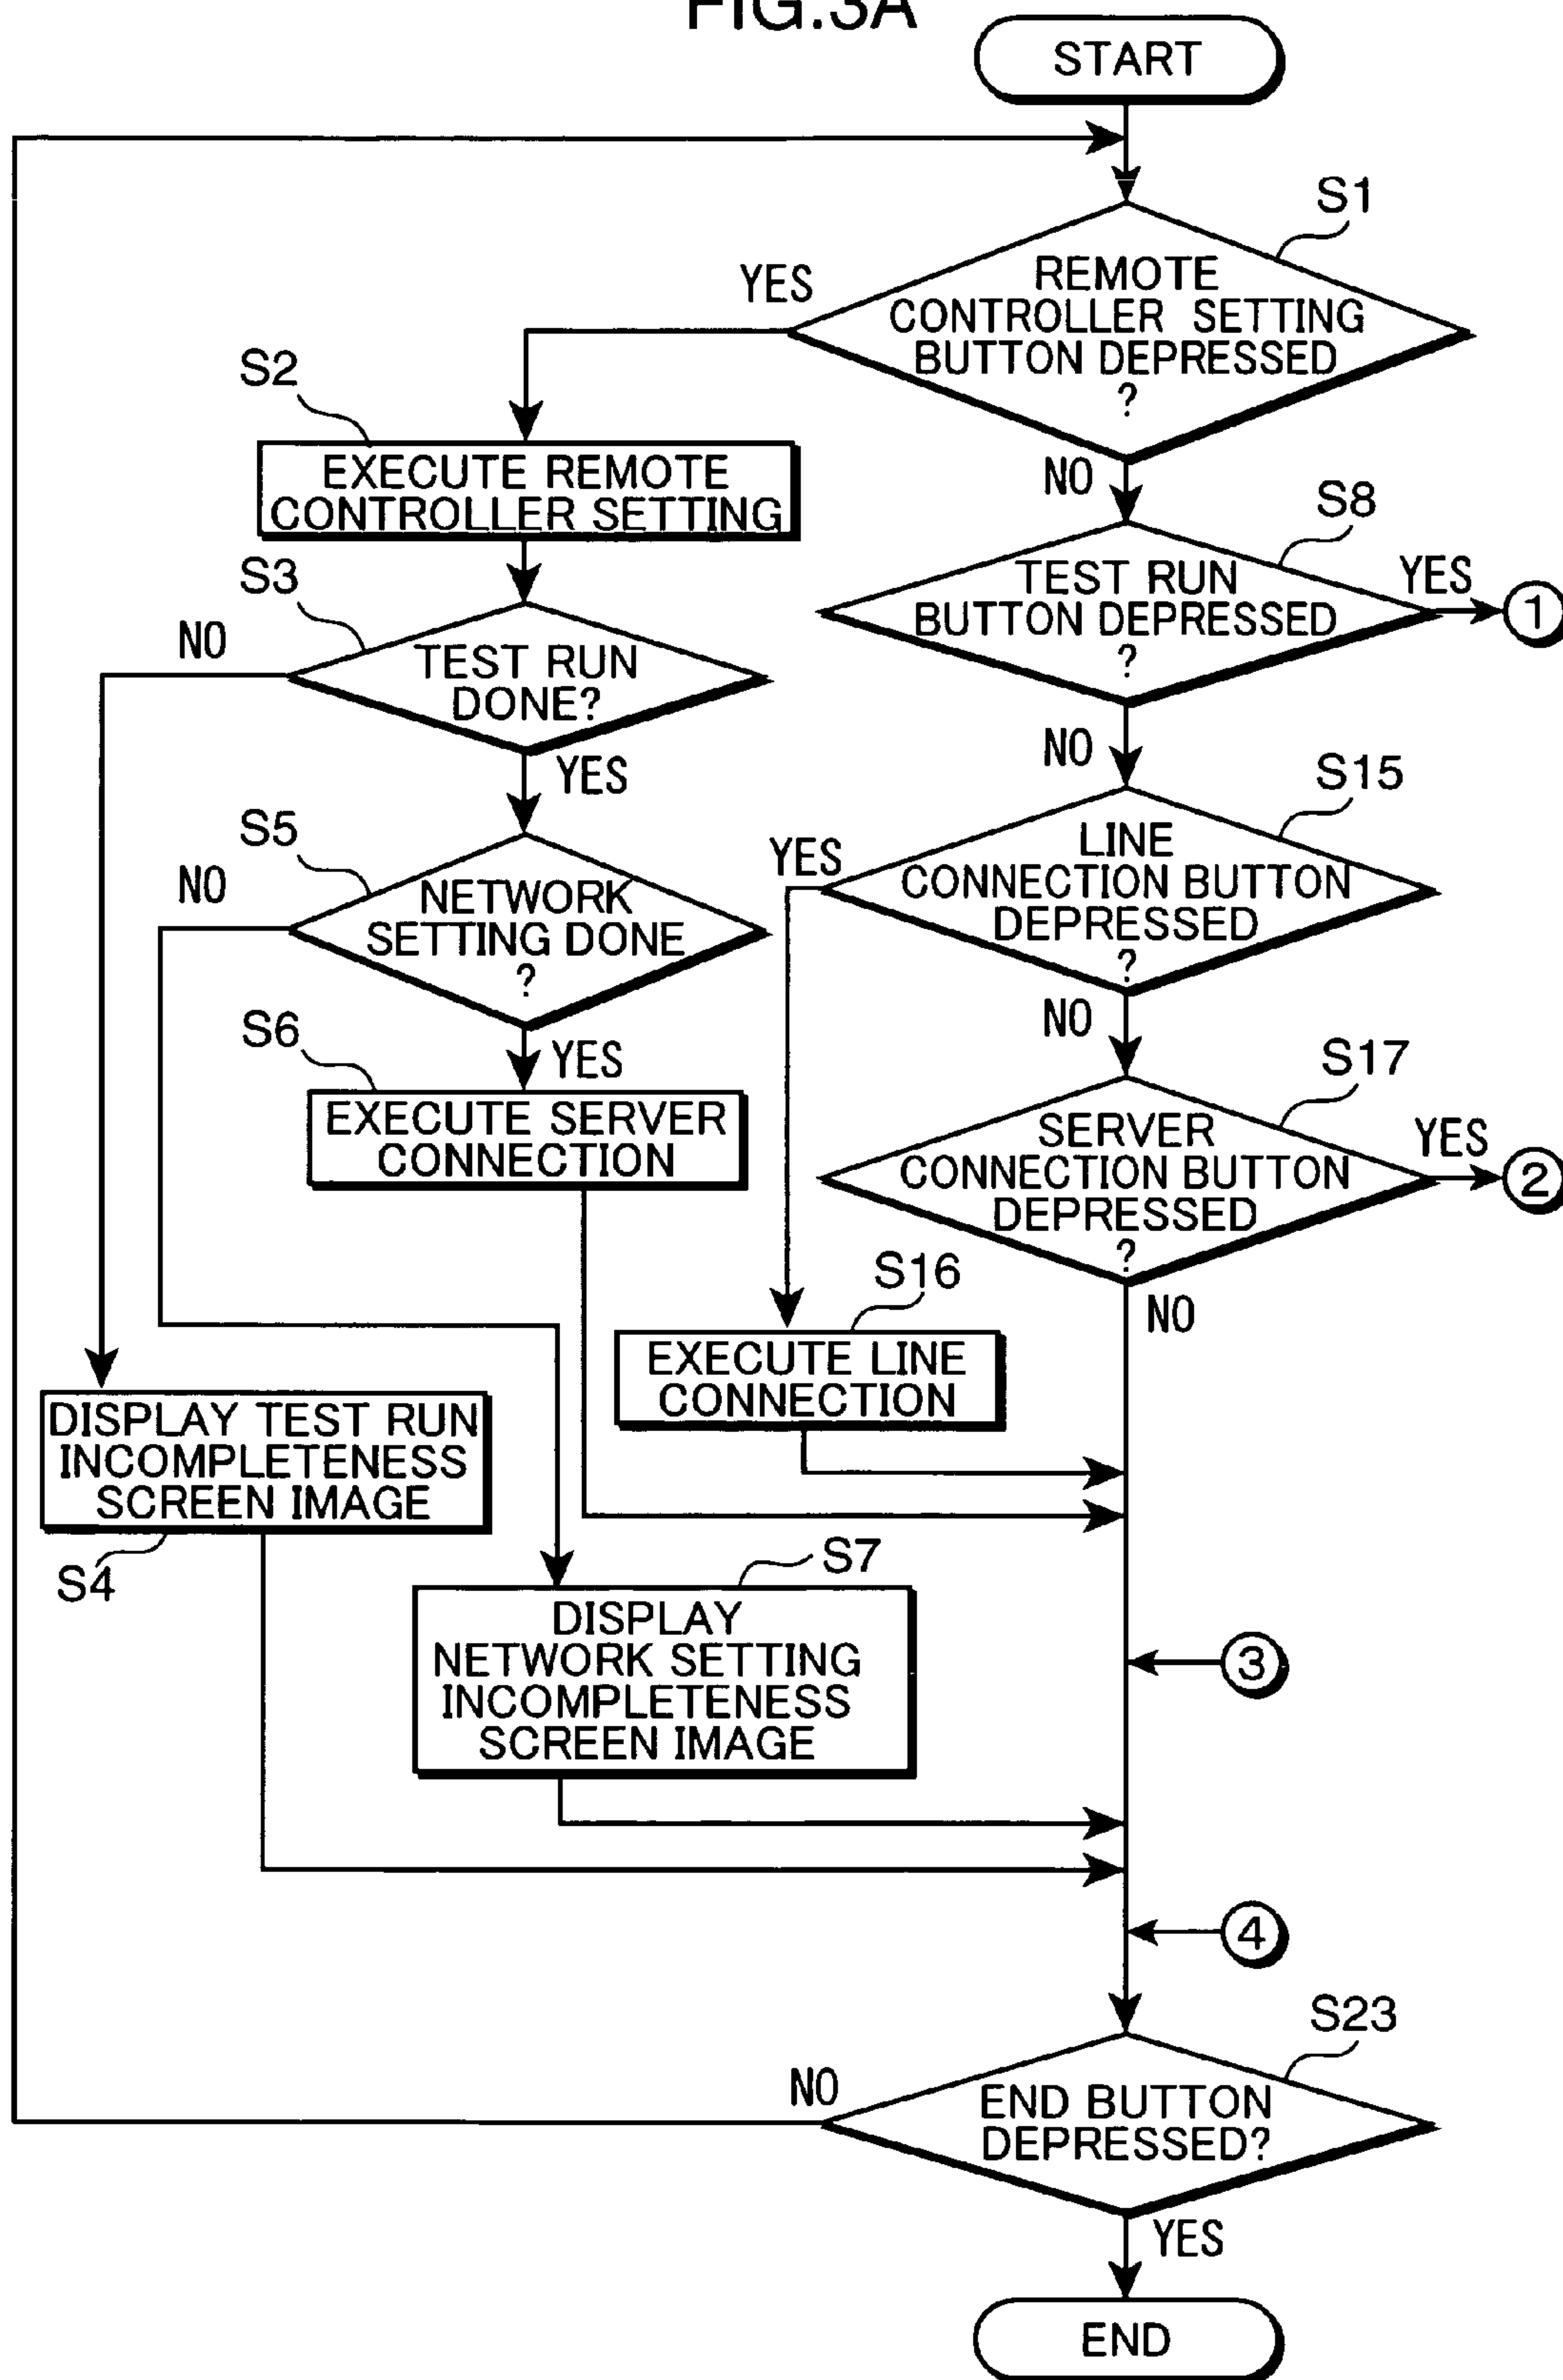 FIG.3A
START
S1
YES
REMOTE
CONTROLLER SETTING
BUTTON DEPRESSED
?
NO
S2
EXECUTE REMOTE
CONTROLLER SETTING
S3
NO
TEST RUN
DONE?
YES
S5
NO
NETWORK
SETTING DONE
?
YES
S6
EXECUTE SERVER
CONNECTION
S8
TEST RUN
BUTTON DEPRESSED
?
YES
1
NO
S15
YES
LINE
CONNECTION BUTTON
DEPRESSED
?
NO
S17
SERVER
CONNECTION BUTTON
DEPRESSED
?
YES
2
NO
S16
EXECUTE LINE
CONNECTION
DISPLAY TEST RUN
INCOMPLETENESS
SCREEN IMAGE
S4
S7
DISPLAY
NETWORK SETTING
INCOMPLETENESS
SCREEN IMAGE
3
4
S23
NO
END BUTTON
DEPRESSED?
YES
END